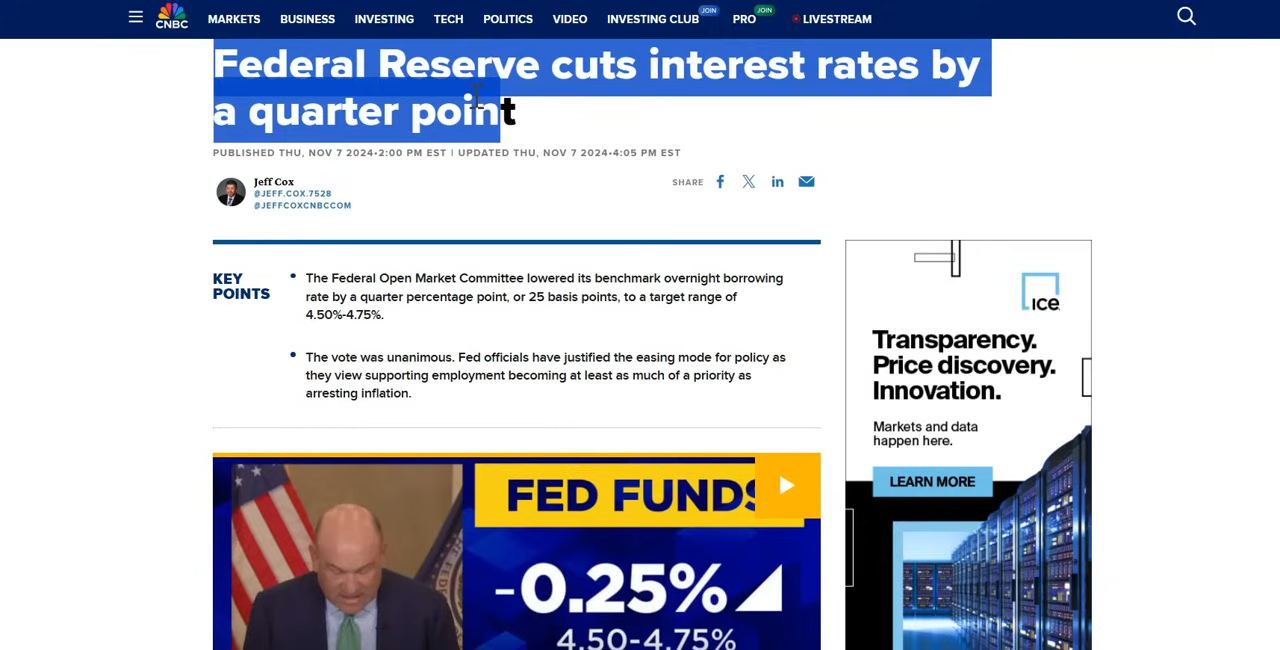 CNBC
MARKETS BUSINESS INVESTING TECH POLITICS VIDEO INVESTING CLUB JOIN PRO JOIN LIVESTREAM
Federal Reserve cuts interest rates by
a quarter point
PUBLISHED THU, NOV 7 2024•2:00 PM EST | UPDATED THU, NOV 7 2024•4:05 PM EST
Jeff Cox
@JEFF.COX.7528
@JEFFCOXCNBCCOM
SHARE
KEY
POINTS
The Federal Open Market Committee lowered its benchmark overnight borrowing
rate by a quarter percentage point, or 25 basis points, to a target range of
4.50%-4.75%.
The vote was unanimous. Fed officials have justified the easing mode for policy as
they view supporting employment becoming at least as much of a priority as
arresting inflation.
FED FUNDS
-0.25%
4.50-4.75%
ICE
Transparency.
Price discovery.
Innovation.
Markets and data
happen here.
LEARN MORE